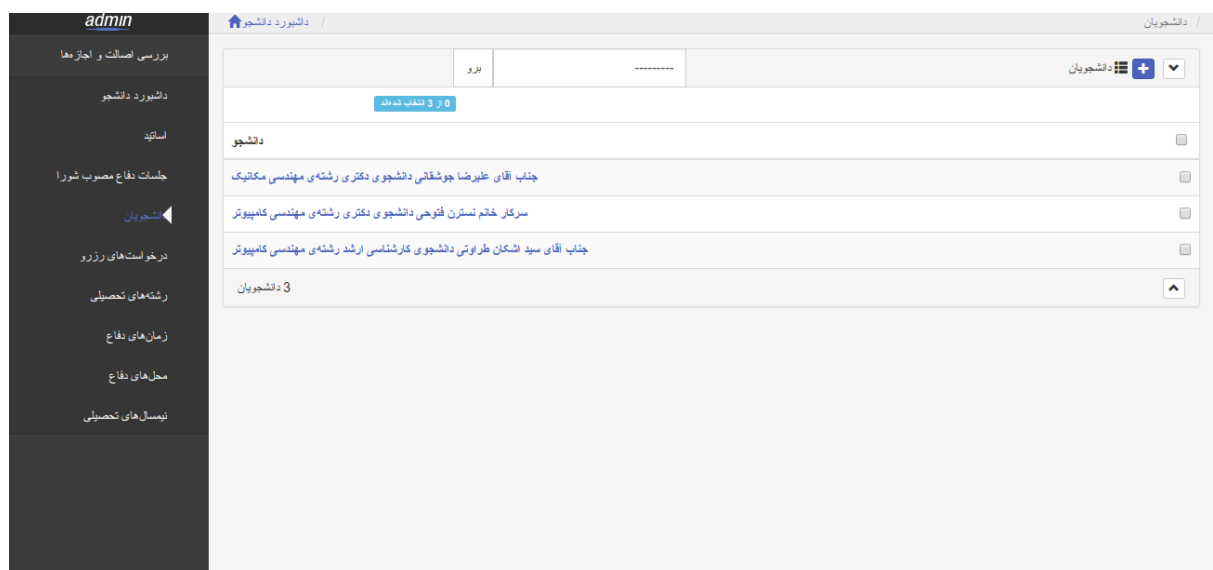 admin
بررسی اصالت و اجازه‌ها
داشبورد دانشجو
اساتید
جلسات دفاع مصوب شورا
دانشجویان
درخواست‌های رزرو
رشته‌های تحصیلی
زمان‌های دفاع
محل‌های دفاع
نیمسال‌های تحصیلی
داشبورد دانشجو /
دانشجویان /
دانشجویان
---------
برو
0 از 3 انتخاب شده‌اند
دانشجو
جناب آقای علیرضا جوشقانی دانشجوی دکتری رشته‌ی مهندسی مکانیک
سرکار خانم نسترن فتوحی دانشجوی دکتری رشته‌ی مهندسی کامپیوتر
جناب آقای سید اشکان طراوتی دانشجوی کارشناسی ارشد رشته‌ی مهندسی کامپیوتر
3 دانشجویان